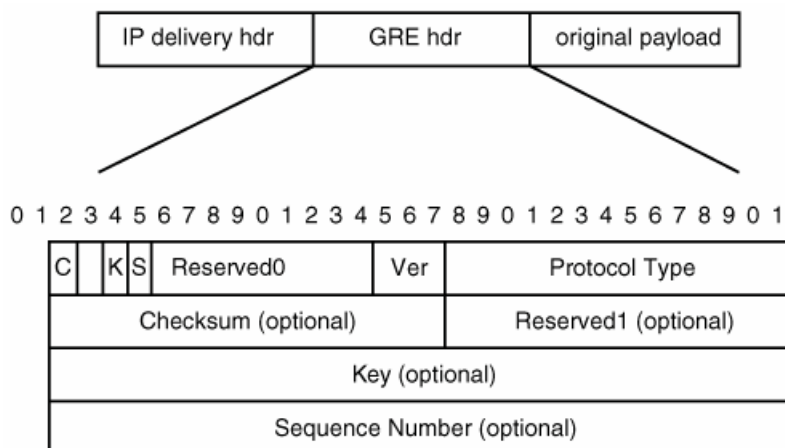 IP delivery hdr GRE hdr original payload
0 1 2 3 4 5 6 7 8 9 0 1 2 3 4 5 6 7 8 9 0 1 2 3 4 5 6 7 8 9 0 1
C K S Reserved0 Ver Protocol Type
Checksum (optional) Reserved1 (optional)
Key (optional)
Sequence Number (optional)